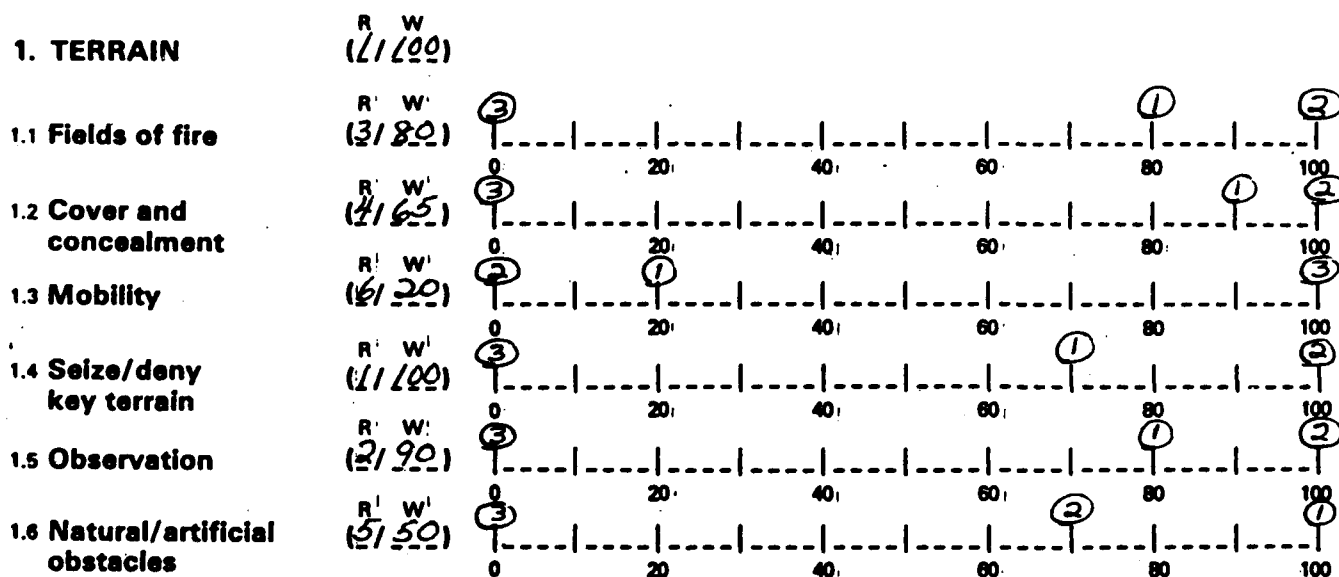 R W
1. TERRAIN (1/100)
R W
③ ① ②
1.1 Fields of fire (3/80)
0 20 40 60 80 100
R W
③ ① ②
1.2 Cover and (4/65)
concealment
0 20 40 60 80 100
R W
② ① ③
1.3 Mobility (6/20)
0 20 40 60 80 100
R W
③ ① ②
1.4 Seize/deny (1/100)
key terrain
0 20 40 60 80 100
R W
③ ① ②
1.5 Observation (2/90)
0 20 40 60 80 100
R W
③ ② ①
1.6 Natural/artificial (5/50)
obstacles
0 20 40 60 80 100